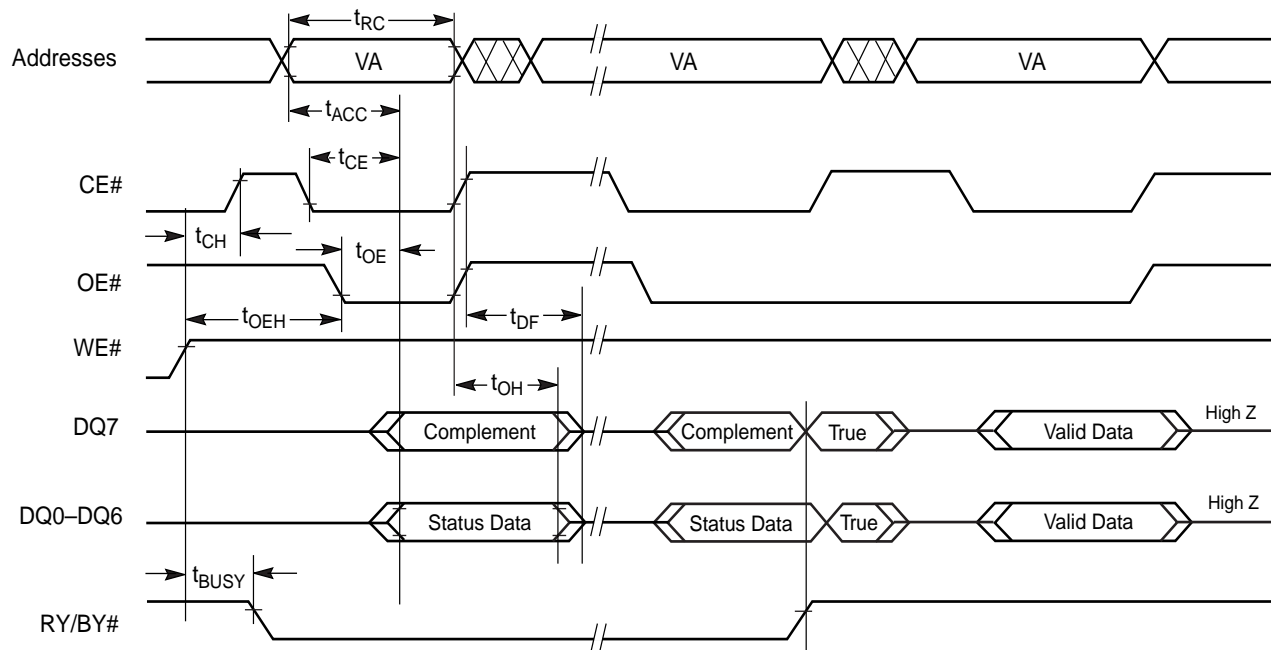 tRC
Addresses VA VA VA
tACC
tCE
CE#
tCH tOE
OE#
tOEH tDF
WE#
tOH
DQ7 Complement Complement True Valid Data High Z
DQ0–DQ6 Status Data Status Data True Valid Data High Z
tBUSY
RY/BY#